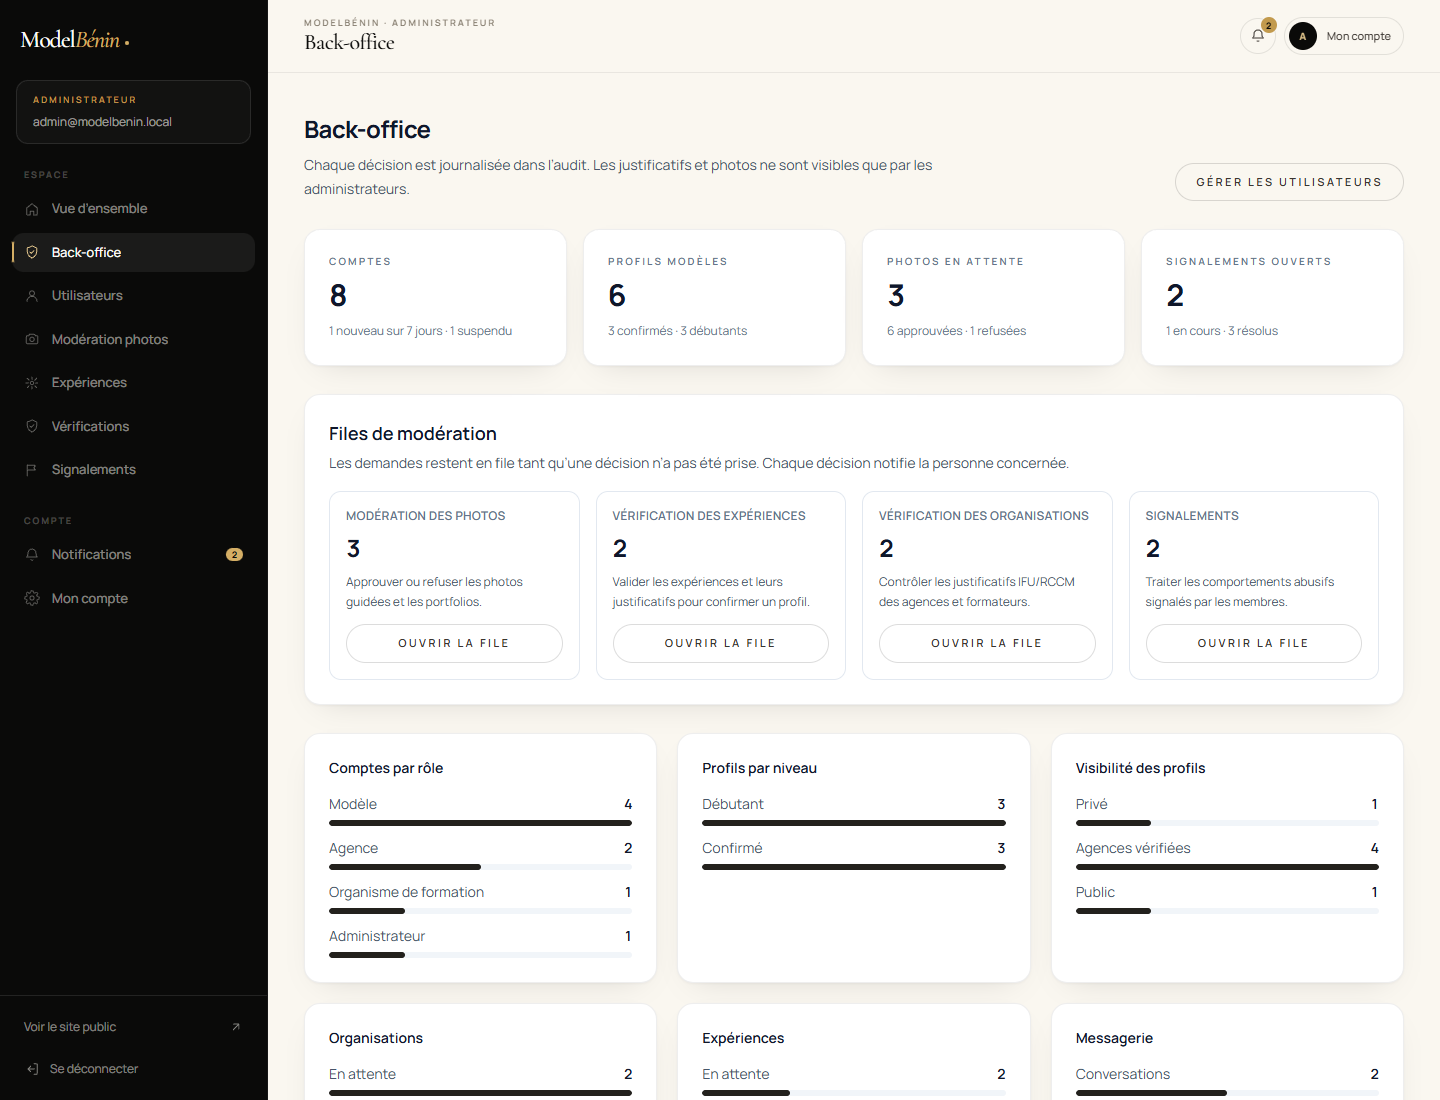 ModelBénin
ADMINISTRATEUR
admin@modelbenin.local
ESPACE
Vue d'ensemble
Back-office
Utilisateurs
Modération photos
Expériences
Vérifications
Signalements
COMPTE
Notifications 2
Mon compte
Voir le site public
Se déconnecter
MODELBÉNIN · ADMINISTRATEUR
Back-office
2
A Mon compte
Back-office
Chaque décision est journalisée dans l'audit. Les justificatifs et photos ne sont visibles que par les
administrateurs.
GÉRER LES UTILISATEURS
COMPTES
8
1 nouveau sur 7 jours · 1 suspendu
PROFILS MODÈLES
6
3 confirmés · 3 débutants
PHOTOS EN ATTENTE
3
6 approuvées · 1 refusées
SIGNALEMENTS OUVERTS
2
1 en cours · 3 résolus
Files de modération
Les demandes restent en file tant qu'une décision n'a pas été prise. Chaque décision notifie la personne concernée.
MODÉRATION DES PHOTOS
3
Approuver ou refuser les photos
guidées et les portfolios.
OUVRIR LA FILE
VÉRIFICATION DES EXPÉRIENCES
2
Valider les expériences et leurs
justificatifs pour confirmer un profil.
OUVRIR LA FILE
VÉRIFICATION DES ORGANISATIONS
2
Contrôler les justificatifs IFU/RCCM
des agences et formateurs.
OUVRIR LA FILE
SIGNALEMENTS
2
Traiter les comportements abusifs
signalés par les membres.
OUVRIR LA FILE
Comptes par rôle
Modèle 4
Agence 2
Organisme de formation 1
Administrateur 1
Profils par niveau
Débutant 3
Confirmé 3
Visibilité des profils
Privé 1
Agences vérifiées 4
Public 1
Organisations
En attente 2
Expériences
En attente 2
Messagerie
Conversations 2